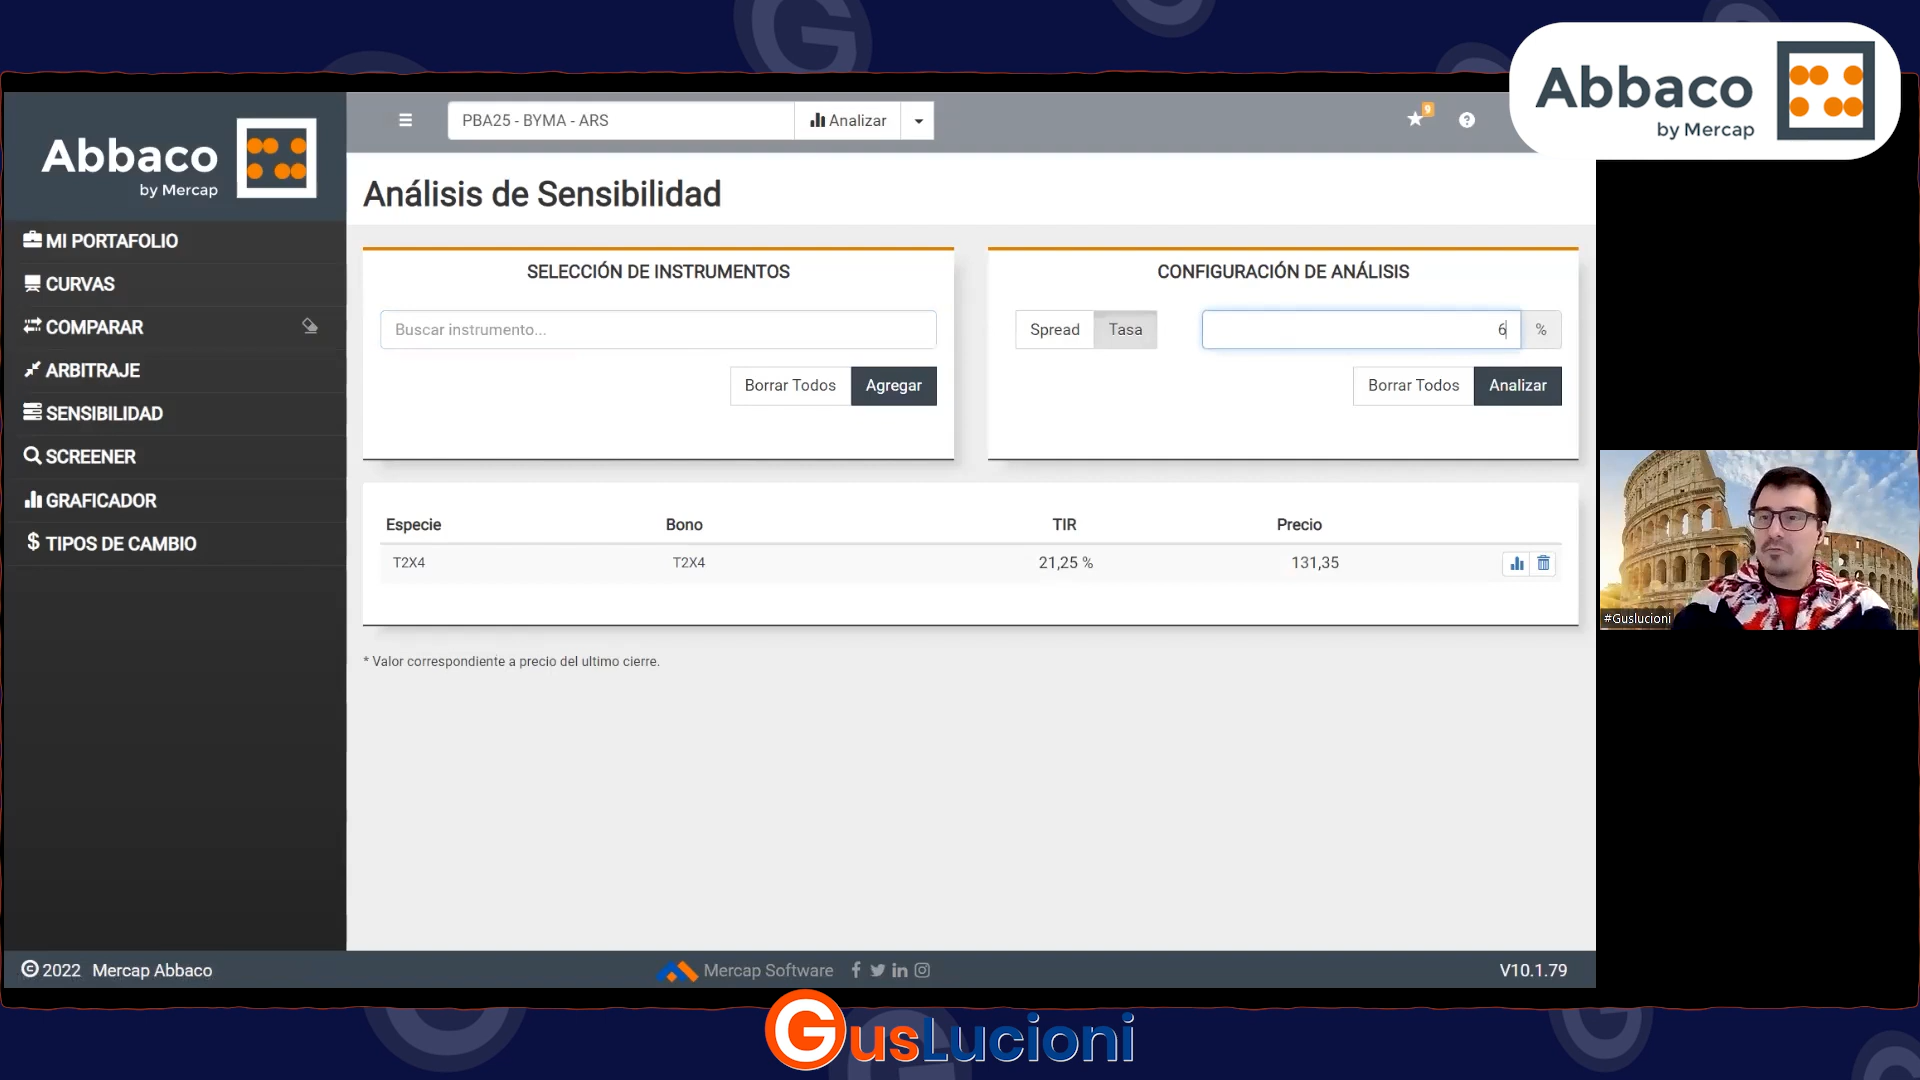 Abbaco
by Mercap
Abbaco
by Mercap
PBA25 - BYMA - ARS
Analizar
9
?
MI PORTAFOLIO
CURVAS
COMPARAR
ARBITRAJE
SENSIBILIDAD
SCREENER
GRAFICADOR
$ TIPOS DE CAMBIO
Análisis de Sensibilidad
SELECCIÓN DE INSTRUMENTOS
Buscar instrumento...
Borrar Todos
Agregar
CONFIGURACIÓN DE ANÁLISIS
Spread
Tasa
6
%
Borrar Todos
Analizar
Especie Bono TIR Precio
T2X4 T2X4 21,25 % 131,35
* Valor correspondiente a precio del ultimo cierre.
#Guslucioni
© 2022 Mercap Abbaco
Mercap Software
V10.1.79
GusLucioni